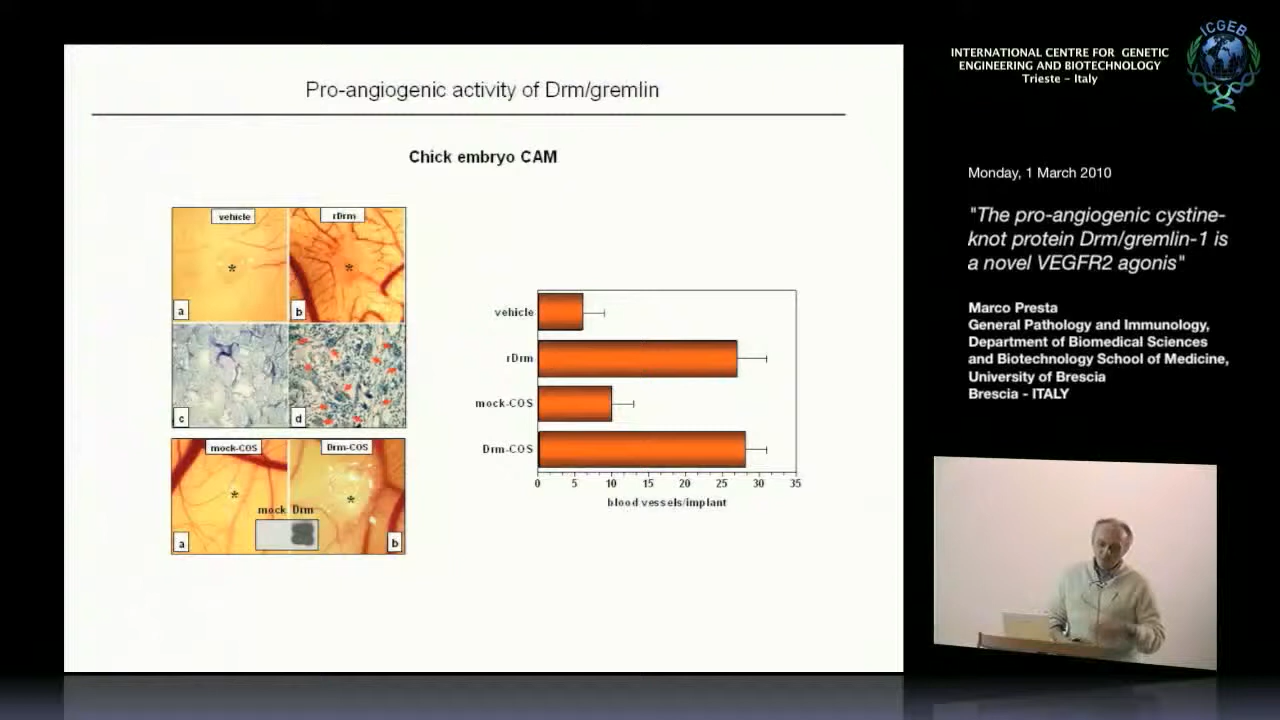 Pro-angiogenic activity of Drm/gremlin
Chick embryo CAM
vehicle
rDrm
*
*
a
b
c
d
mock-COS
Drm-COS
*
*
mock Drm
a
b
vehicle
rDrm
mock-COS
Drm-COS
0 5 10 15 20 25 30 35
blood vessels/implant
INTERNATIONAL CENTRE FOR GENETIC
ENGINEERING AND BIOTECHNOLOGY
Trieste - Italy
ICGEB
Monday, 1 March 2010
"The pro-angiogenic cystine-
knot protein Drm/gremlin-1 is
a novel VEGFR2 agonis"
Marco Presta
General Pathology and Immunology,
Department of Biomedical Sciences
and Biotechnology School of Medicine,
University of Brescia
Brescia - ITALY